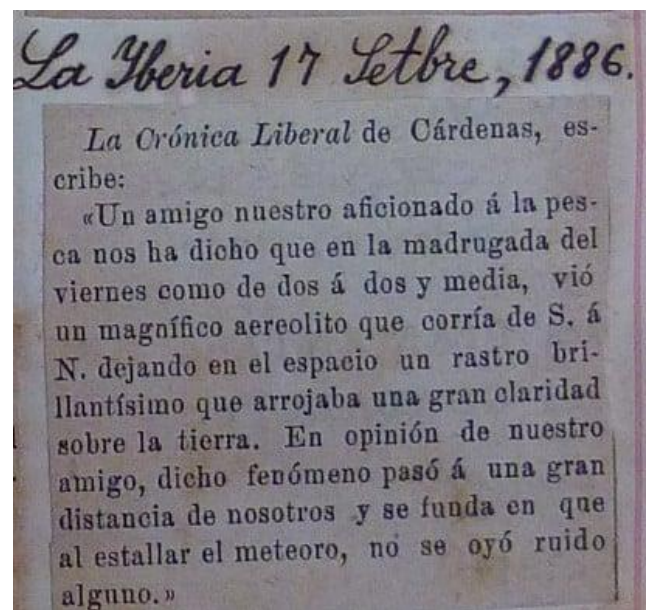 La Yberia 17 Setbre, 1886.
La Crónica Liberal de Cárdenas, es-
cribe:
«Un amigo nuestro aficionado á la pes-
ca nos ha dicho que en la madrugada del
viernes como de dos á dos y media, vió
un magnífico aereolito que corría de S. á
N. dejando en el espacio un rastro bri-
llantísimo que arrojaba una gran claridad
sobre la tierra. En opinión de nuestro
amigo, dicho fenómeno pasó á una gran
distancia de nosotros y se funda en que
al estallar el meteoro, no se oyó ruido
alguno.»